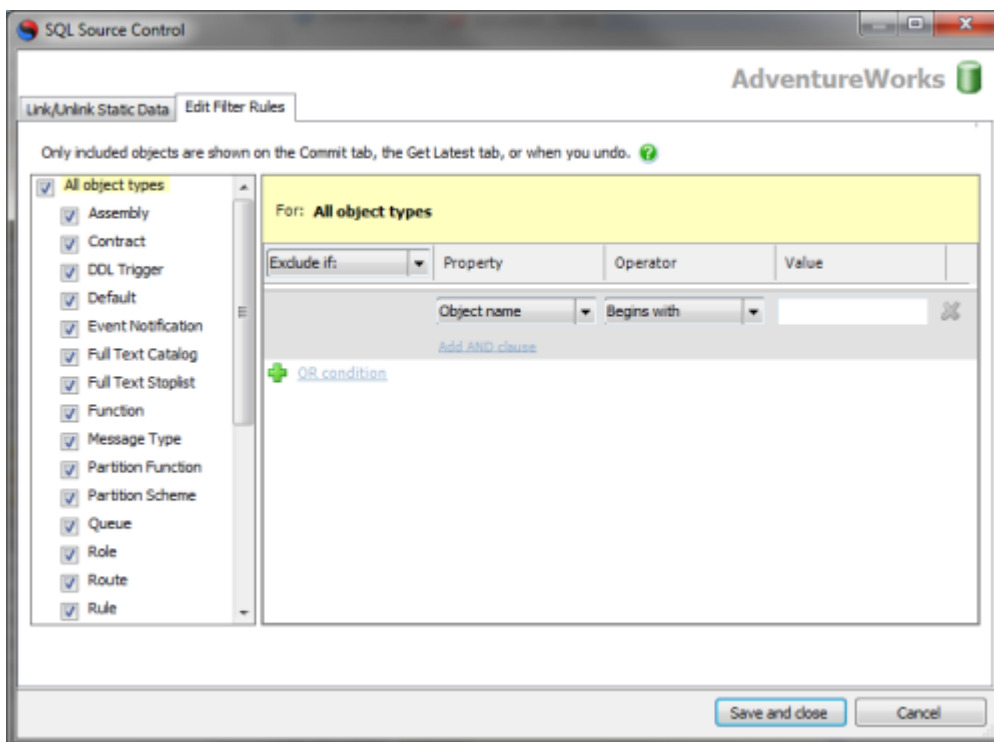 SQL Source Control
AdventureWorks
Link/Unlink Static Data Edit Filter Rules
Only included objects are shown on the Commit tab, the Get Latest tab, or when you undo.
All object types
Assembly
Contract
DDL Trigger
Default
Event Notification
Full Text Catalog
Full Text Stoplist
Function
Message Type
Partition Function
Partition Scheme
Queue
Role
Route
Rule
For: All object types
Exclude if: Property Operator Value
Object name Begins with
Add AND clause
OR condition
Save and close Cancel